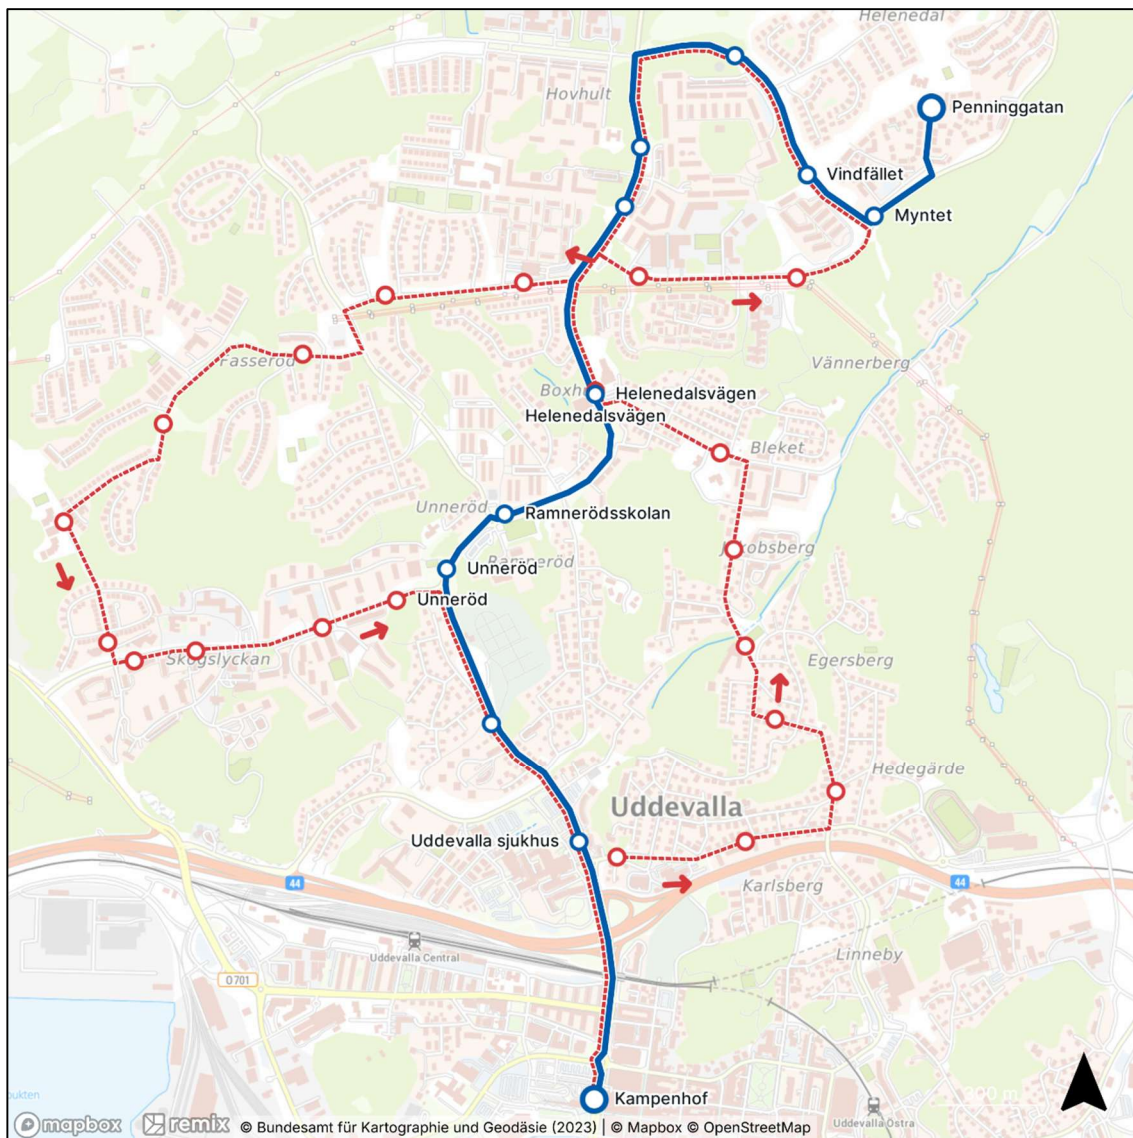 Helenedal
Hovhult
Penninggatan
Vindfället
Myntet
Vännerberg
Fasseröd
Helenedalsvägen
Helenedalsvägen
Bleket
Unneröd
Ramnerödsskolan
Jakobsberg
Unneröd
Unneröd
Skogslyckan
Egersberg
Hedegärde
Uddevalla
Uddevalla sjukhus
44
44
Karlsberg
Uddevalla Central
Linneby
O 701
Kampenhof
Uddevalla Östra
mapbox remix © Bundesamt für Kartographie und Geodäsie (2023) | © Mapbox © OpenStreetMap